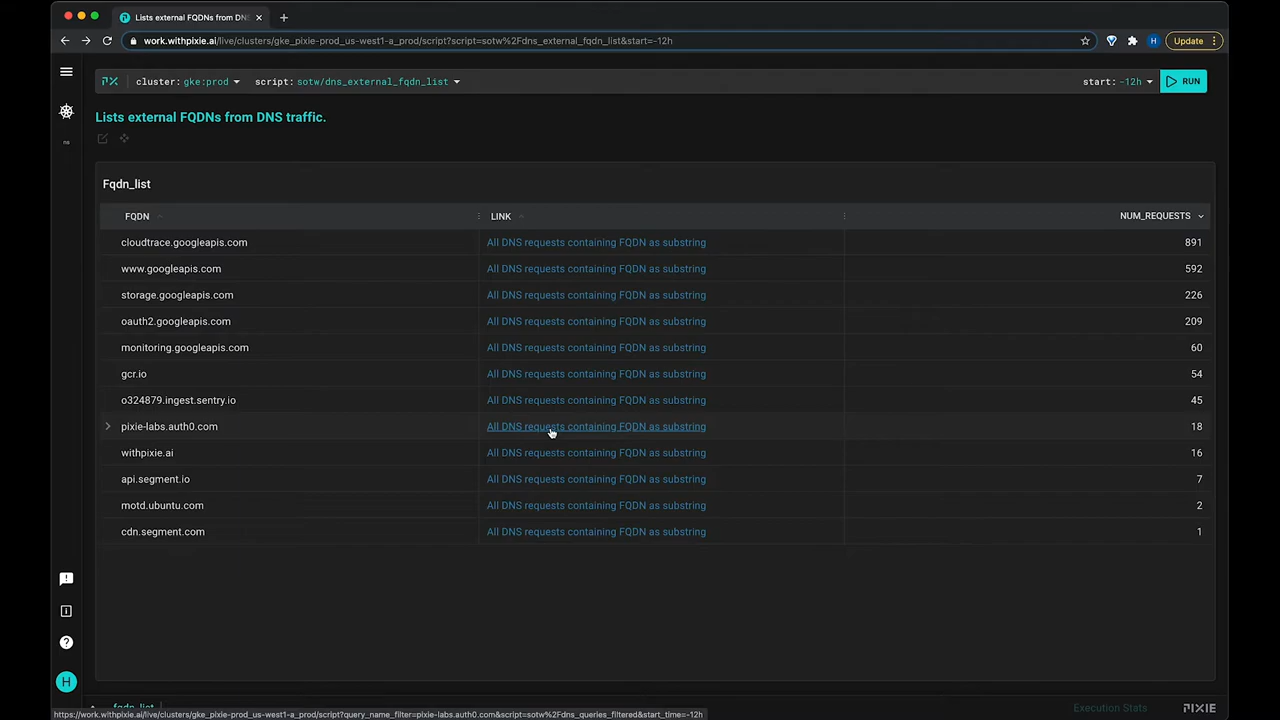 Lists external FQDNs from DNS
work.withpixie.ai/live/clusters/gke_pixie-prod_us-west1-a_prod/script?script=sotw%2Fdns_external_fqdn_list&start=-12h
H
Update
PX
cluster: gke:prod
script: sotw/dns_external_fqdn_list
start: -12h
RUN
Lists external FQDNs from DNS traffic.
ns
Fqdn_list
FQDN LINK NUM_REQUESTS
cloudtrace.googleapis.com All DNS requests containing FQDN as substring 891
www.googleapis.com All DNS requests containing FQDN as substring 592
storage.googleapis.com All DNS requests containing FQDN as substring 226
oauth2.googleapis.com All DNS requests containing FQDN as substring 209
monitoring.googleapis.com All DNS requests containing FQDN as substring 60
gcr.io All DNS requests containing FQDN as substring 54
o324879.ingest.sentry.io All DNS requests containing FQDN as substring 45
pixie-labs.auth0.com All DNS requests containing FQDN as substring 18
withpixie.ai All DNS requests containing FQDN as substring 16
api.segment.io All DNS requests containing FQDN as substring 7
motd.ubuntu.com All DNS requests containing FQDN as substring 2
cdn.segment.com All DNS requests containing FQDN as substring 1
H
fqdn_list
Execution Stats
PIXIE
https://work.withpixie.ai/live/clusters/gke_pixie-prod_us-west1-a_prod/script?query_name_filter=pixie-labs.auth0.com&script=sotw%2Fdns_queries_filtered&start_time=-12h